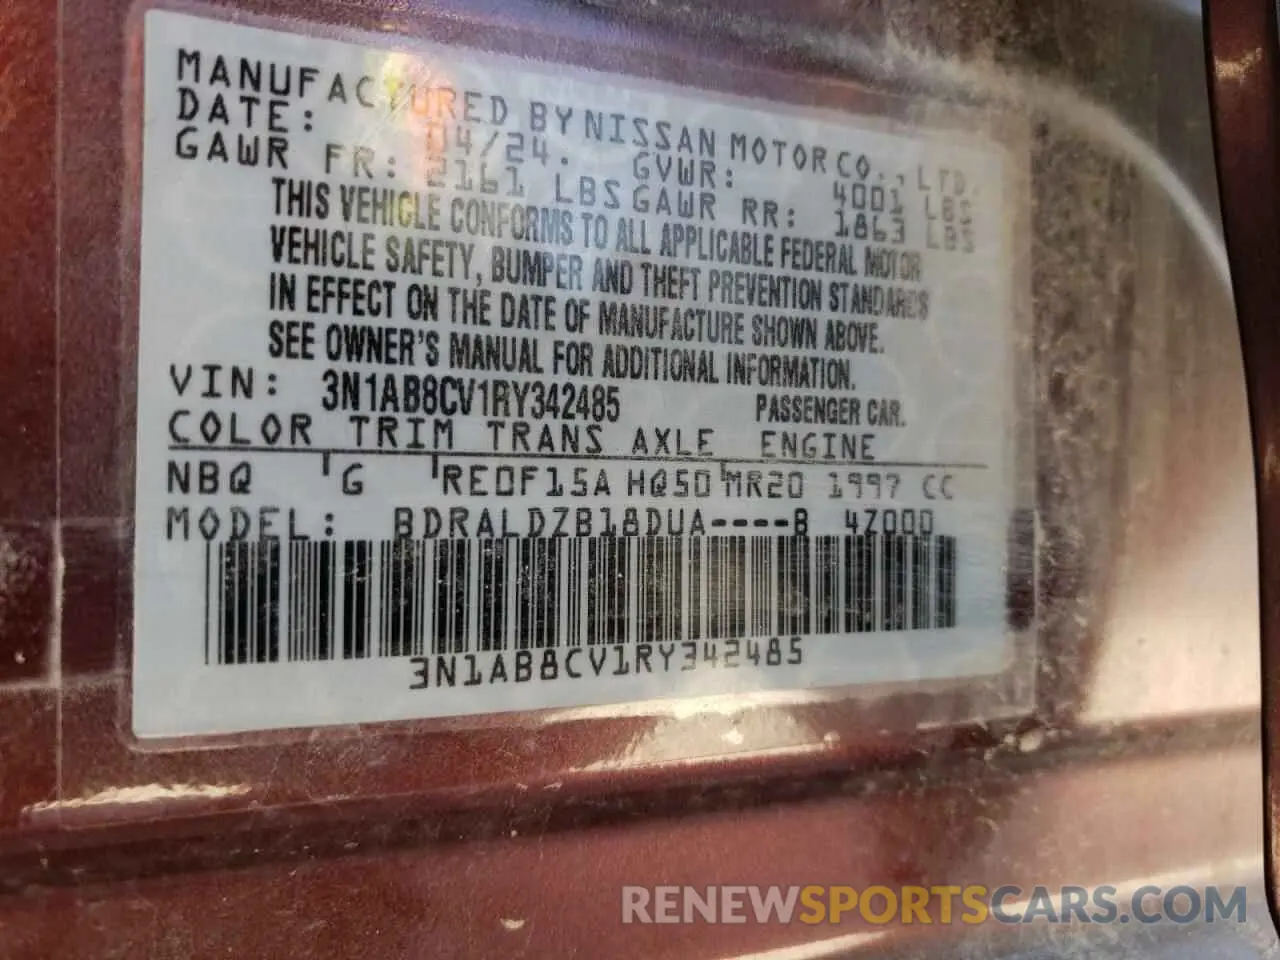 MANUFACTURED BY NISSAN MOTOR CO., LTD.
DATE: 04/24. GVWR: 4001 LBS
GAWR FR: 2161 LBS GAWR RR: 1863 LBS
THIS VEHICLE CONFORMS TO ALL APPLICABLE FEDERAL MOTOR
VEHICLE SAFETY, BUMPER AND THEFT PREVENTION STANDARDS
IN EFFECT ON THE DATE OF MANUFACTURE SHOWN ABOVE.
SEE OWNER'S MANUAL FOR ADDITIONAL INFORMATION.
VIN: 3N1AB8CV1RY342485 PASSENGER CAR.
COLOR TRIM TRANS AXLE ENGINE
NBQ G RE0F15A HQ50 MR20 1997 CC
MODEL: BDRALDZB18DUA----B 4Z000
3N1AB8CV1RY342485
RENEWSPORTSCARS.COM